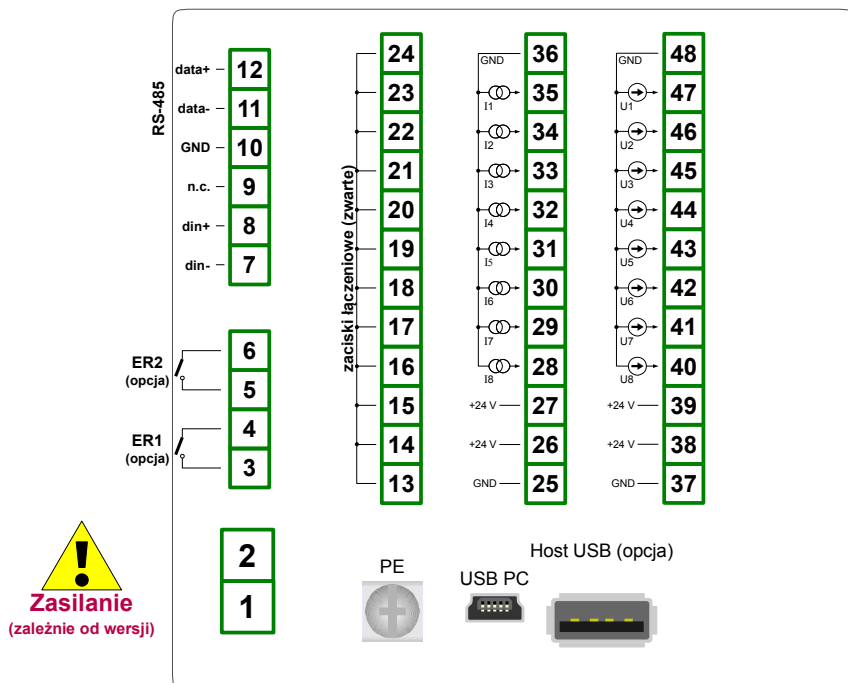 RS-485
data+ 12
data- 11
GND 10
n.c. 9
din+ 8
din- 7
ER2
(opcja)
6
5
ER1
(opcja)
4
3
Zasilanie
(zależnie od wersji)
2
1
zaciski łączeniowe (zwarte)
24
23
22
21
20
19
18
17
16
15
14
13
GND 36
I1 35
I2 34
I3 33
I4 32
I5 31
I6 30
I7 29
I8 28
+24 V 27
+24 V 26
GND 25
GND 48
U1 47
U2 46
U3 45
U4 44
U5 43
U6 42
U7 41
U8 40
+24 V 39
+24 V 38
GND 37
PE
USB PC
Host USB (opcja)